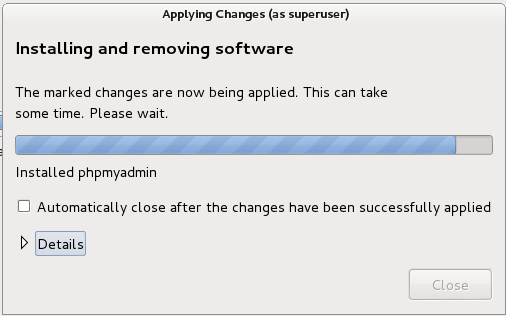 Applying Changes (as superuser)
Installing and removing software
The marked changes are now being applied. This can take
some time. Please wait.
Installed phpmyadmin
Automatically close after the changes have been successfully applied
Details
Close